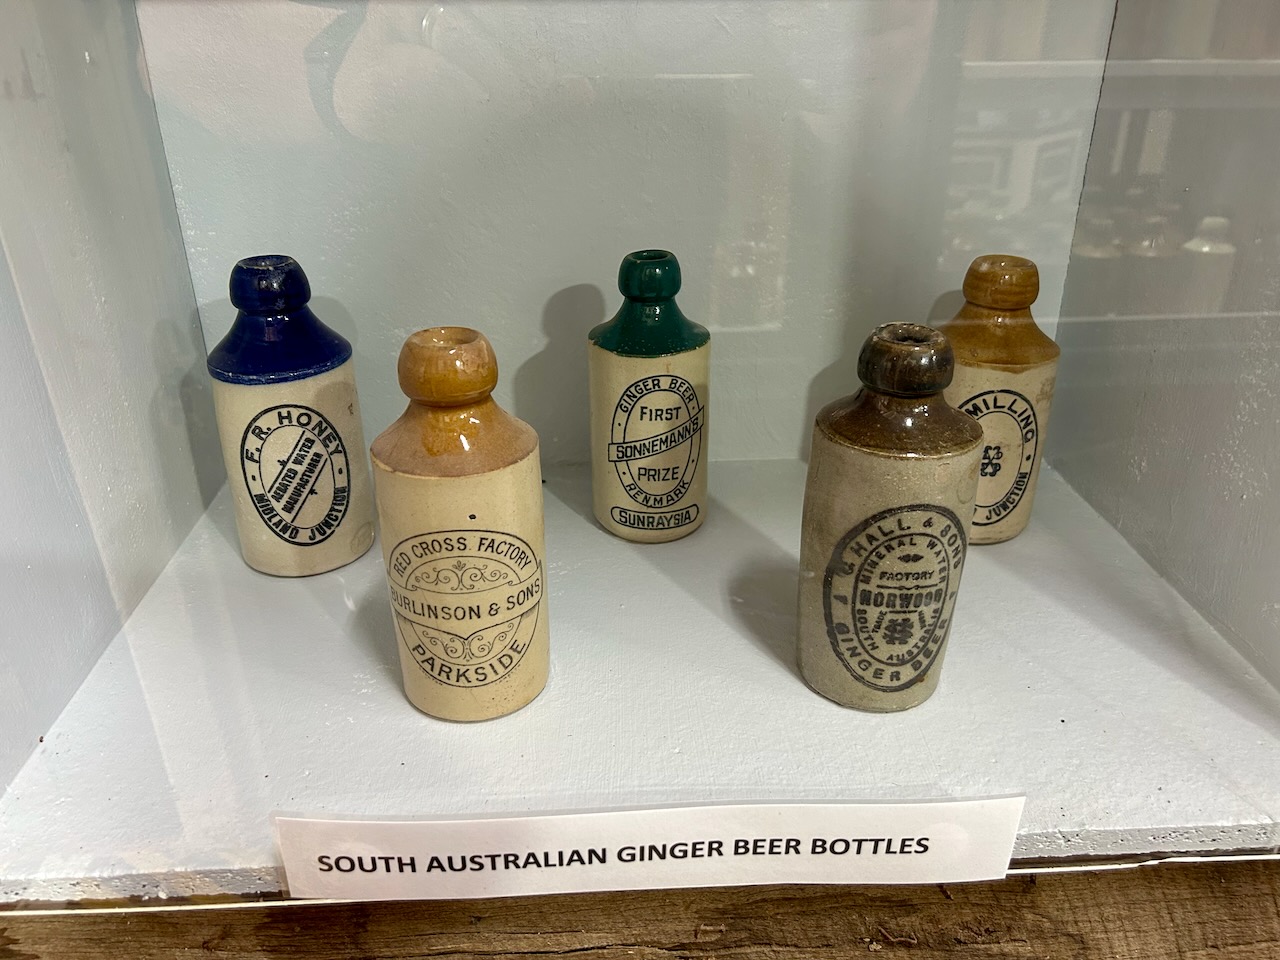 F. R. HONEY
AERATED WATER
MANUFACTURER
MIDLAND JUNCTION
RED CROSS FACTORY
BURLINSON & SONS
PARKSIDE
GINGER BEER
FIRST
SONNEMANN'S
PRIZE
RENMARK
SUNRAYSIA
HALL & SONS
MINERAL WATER
FACTORY
NORWOOD
TRADE
SOUTH AUSTRALIA
GINGER BEER
MILLING
JUNCTION
SOUTH AUSTRALIAN GINGER BEER BOTTLES